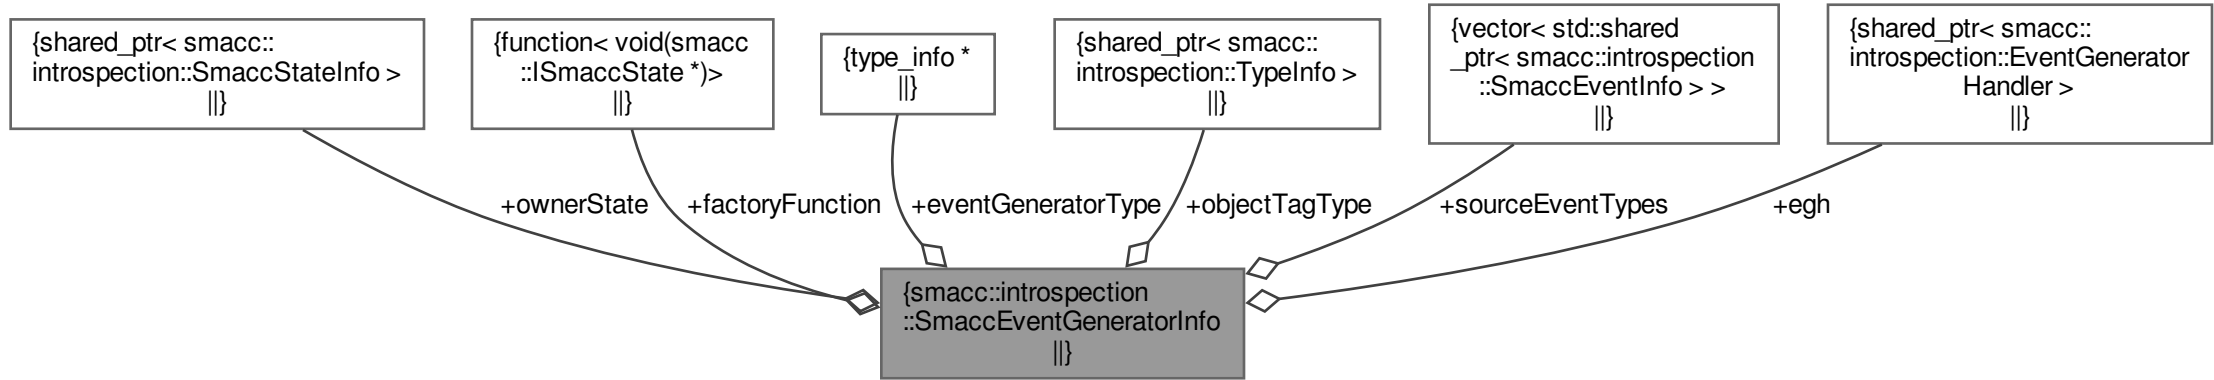 {shared_ptr< smacc::
introspection::SmaccStateInfo >
||}
{function< void(smacc
::ISmaccState *)>
||}
{type_info *
||}
{shared_ptr< smacc::
introspection::TypeInfo >
||}
{vector< std::shared
_ptr< smacc::introspection
::SmaccEventInfo > >
||}
{shared_ptr< smacc::
introspection::EventGenerator
Handler >
||}
+ownerState
+factoryFunction
+eventGeneratorType
+objectTagType
+sourceEventTypes
+egh
{smacc::introspection
::SmaccEventGeneratorInfo
||}